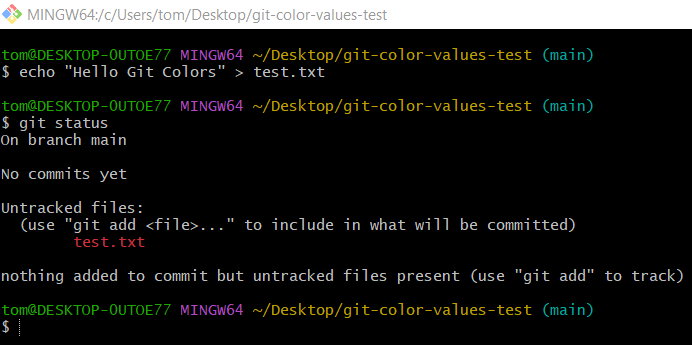 MINGW64:/c/Users/tom/Desktop/git-color-values-test
tom@DESKTOP-OUTOE77 MINGW64 ~/Desktop/git-color-values-test (main)
$ echo "Hello Git Colors" > test.txt
tom@DESKTOP-OUTOE77 MINGW64 ~/Desktop/git-color-values-test (main)
$ git status
On branch main
No commits yet
Untracked files:
  (use "git add <file>..." to include in what will be committed)
        test.txt
nothing added to commit but untracked files present (use "git add" to track)
tom@DESKTOP-OUTOE77 MINGW64 ~/Desktop/git-color-values-test (main)
$